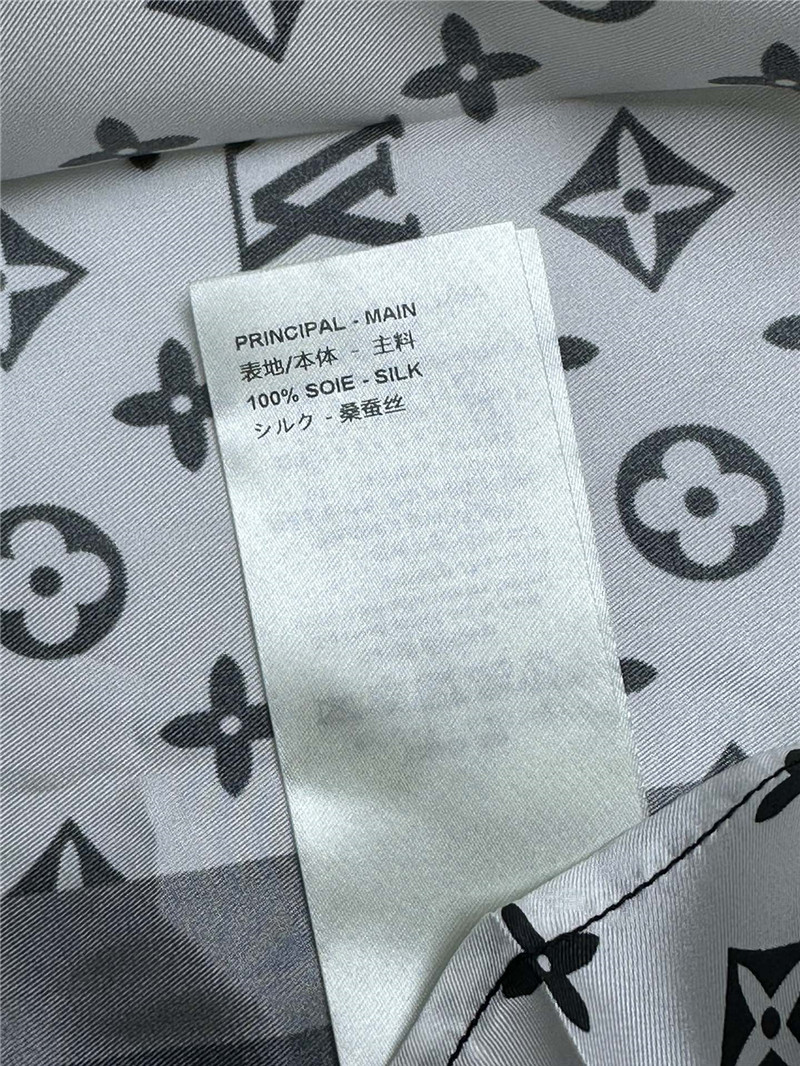 PRINCIPAL - MAIN
表地/本体 - 主料
100% SOIE - SILK
シルク - 桑蚕丝